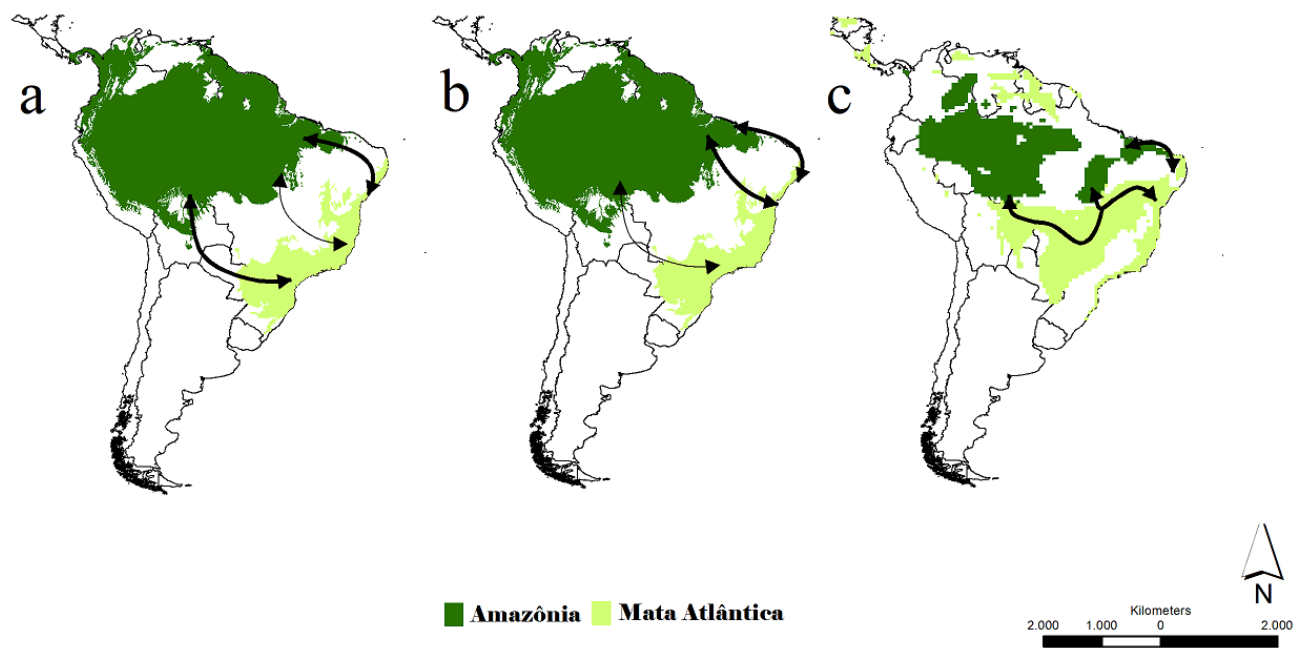 a
b
c
Amazônia
Mata Atlântica
N
Kilometers
2.000 1.000 0 2.000